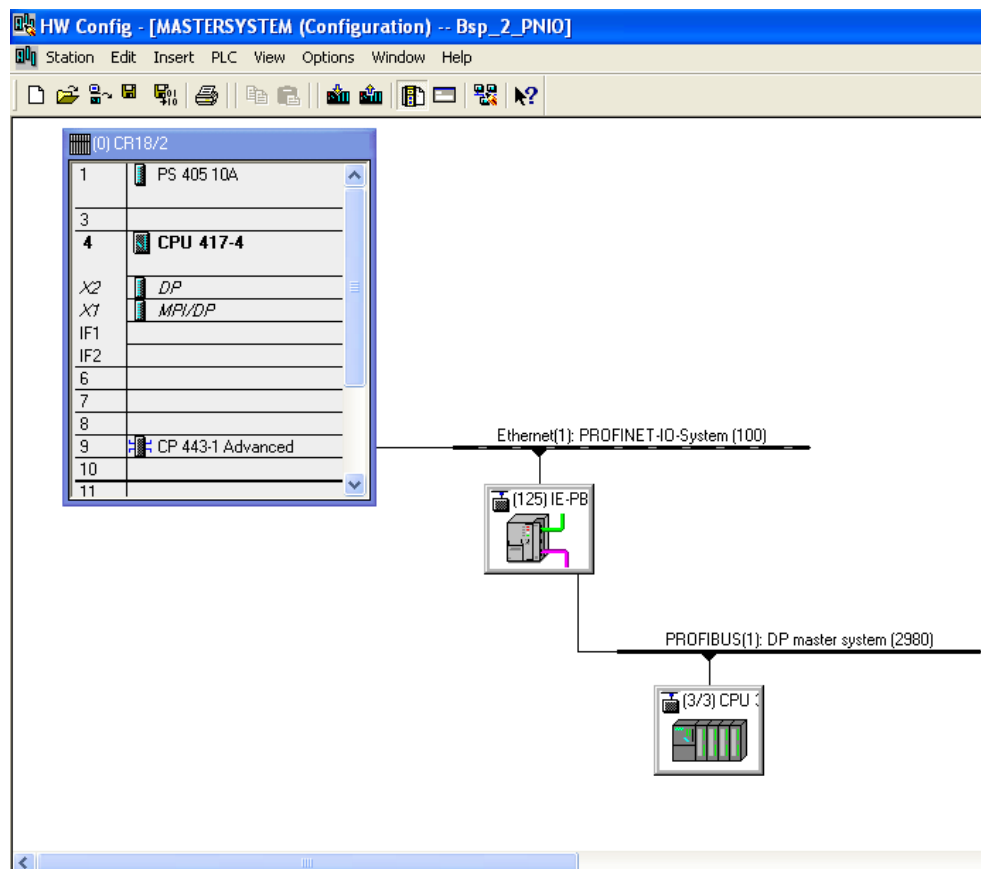 HW Config - [MASTERSYSTEM (Configuration) -- Bsp_2_PNIO]
Station Edit Insert PLC View Options Window Help
(0) CR18/2
1 PS 405 10A
3
4 CPU 417-4
X2 DP
X1 MPI/DP
IF1
IF2
6
7
8
9 CP 443-1 Advanced
10
11
Ethernet(1): PROFINET-IO-System (100)
(125) IE-PB
PROFIBUS(1): DP master system (2980)
(3/3) CPU